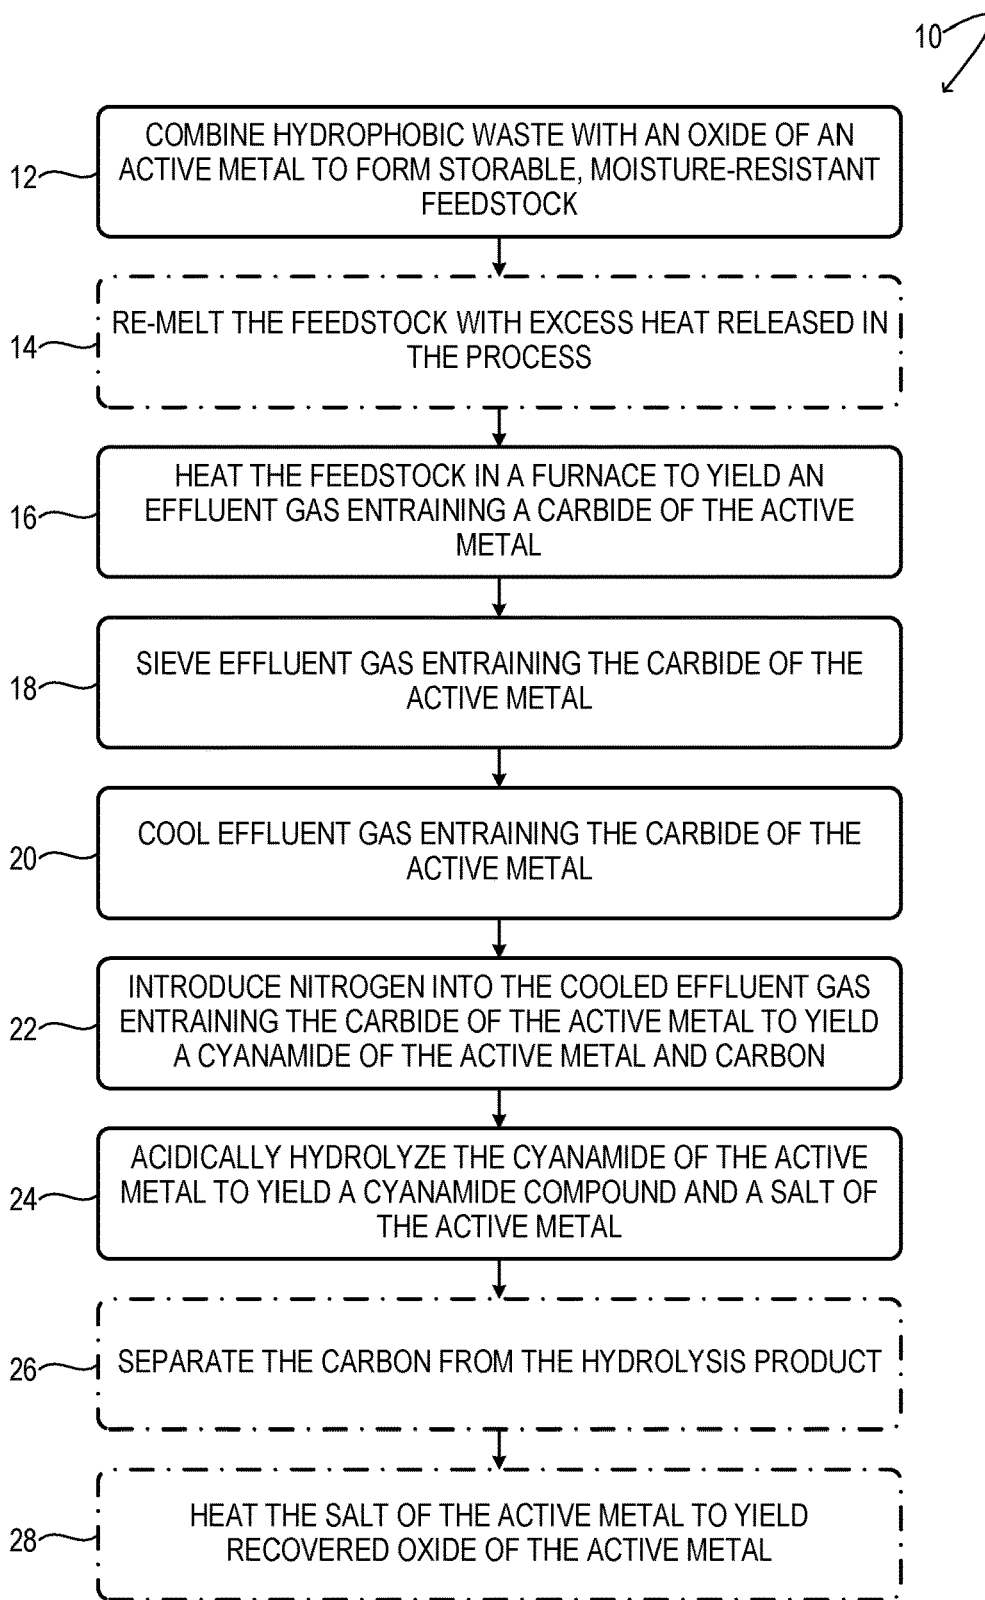 10
12
COMBINE HYDROPHOBIC WASTE WITH AN OXIDE OF AN
ACTIVE METAL TO FORM STORABLE, MOISTURE-RESISTANT
FEEDSTOCK
14
RE-MELT THE FEEDSTOCK WITH EXCESS HEAT RELEASED IN
THE PROCESS
16
HEAT THE FEEDSTOCK IN A FURNACE TO YIELD AN
EFFLUENT GAS ENTRAINING A CARBIDE OF THE ACTIVE
METAL
18
SIEVE EFFLUENT GAS ENTRAINING THE CARBIDE OF THE
ACTIVE METAL
20
COOL EFFLUENT GAS ENTRAINING THE CARBIDE OF THE
ACTIVE METAL
22
INTRODUCE NITROGEN INTO THE COOLED EFFLUENT GAS
ENTRAINING THE CARBIDE OF THE ACTIVE METAL TO YIELD
A CYANAMIDE OF THE ACTIVE METAL AND CARBON
24
ACIDICALLY HYDROLYZE THE CYANAMIDE OF THE ACTIVE
METAL TO YIELD A CYANAMIDE COMPOUND AND A SALT OF
THE ACTIVE METAL
26
SEPARATE THE CARBON FROM THE HYDROLYSIS PRODUCT
28
HEAT THE SALT OF THE ACTIVE METAL TO YIELD
RECOVERED OXIDE OF THE ACTIVE METAL